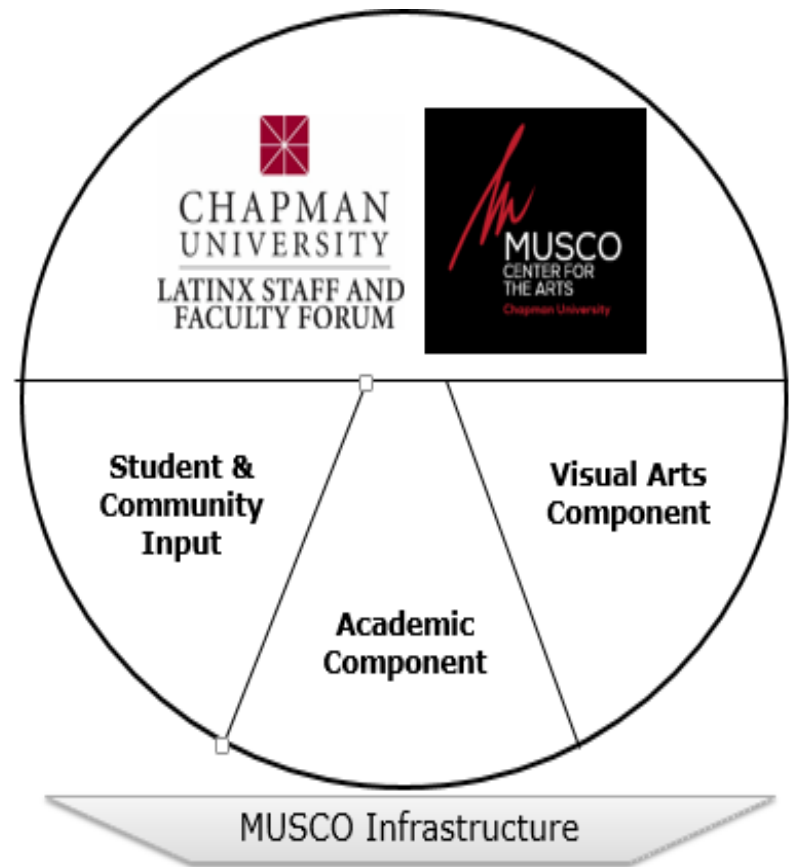 CHAPMAN
UNIVERSITY
LATINX STAFF AND
FACULTY FORUM
MUSCO
CENTER FOR
THE ARTS
Chapman University
Student &
Community
Input
Visual Arts
Component
Academic
Component
MUSCO Infrastructure